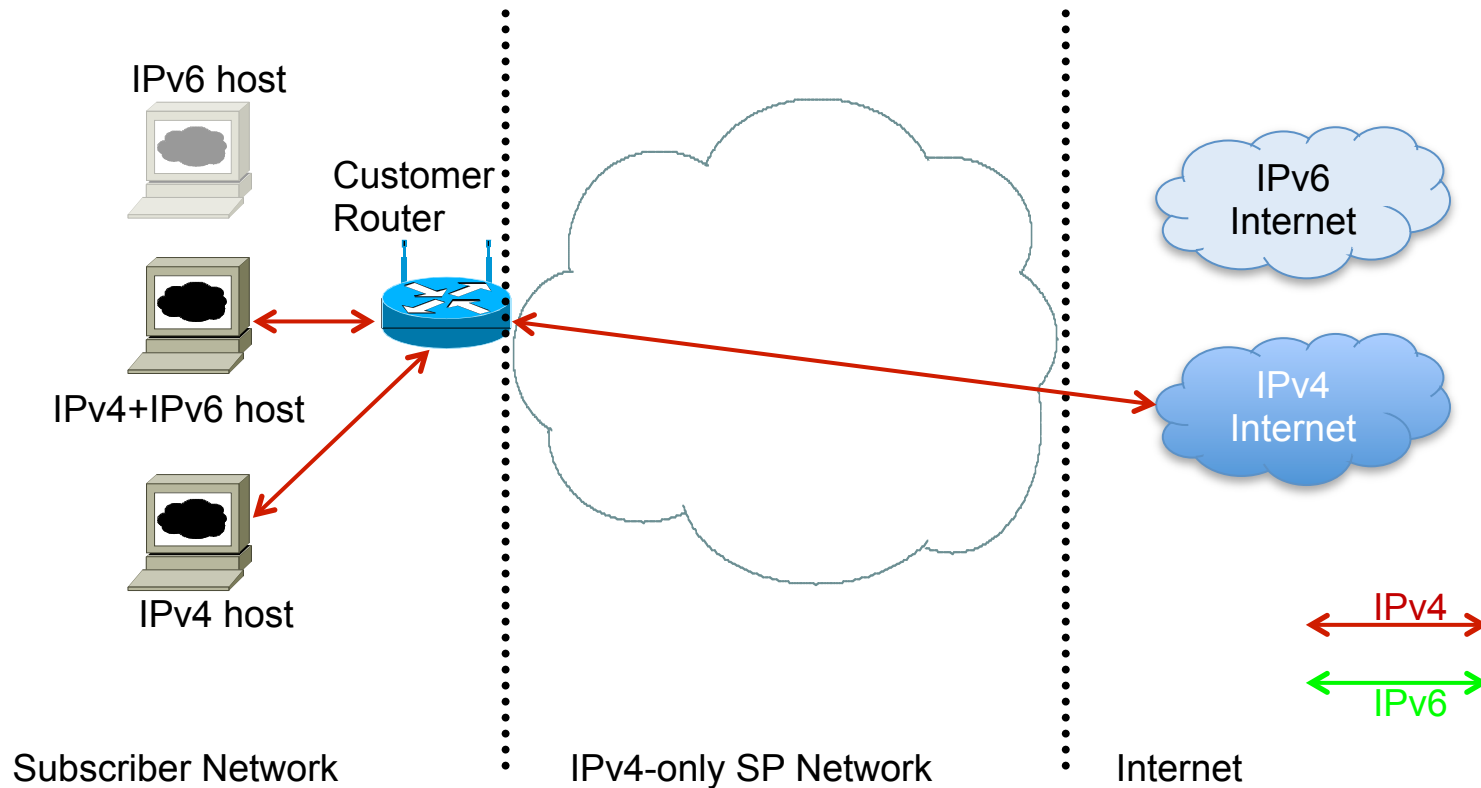 IPv6 host
Customer
Router
IPv4+IPv6 host
IPv4 host
IPv6
Internet
IPv4
Internet
IPv4
IPv6
Subscriber Network
IPv4-only SP Network
Internet